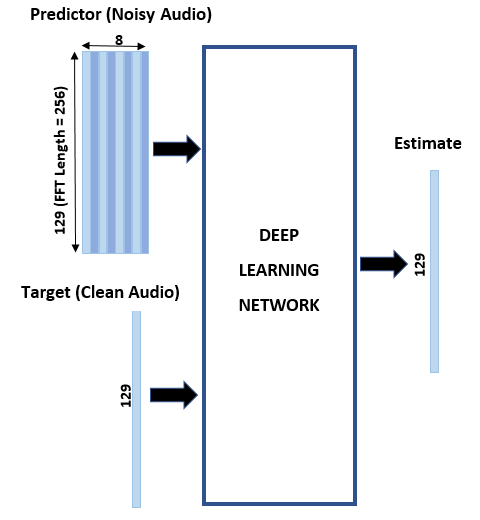 Predictor (Noisy Audio)
8
129 (FFT Length = 256)
Target (Clean Audio)
129
DEEP
LEARNING
NETWORK
Estimate
129